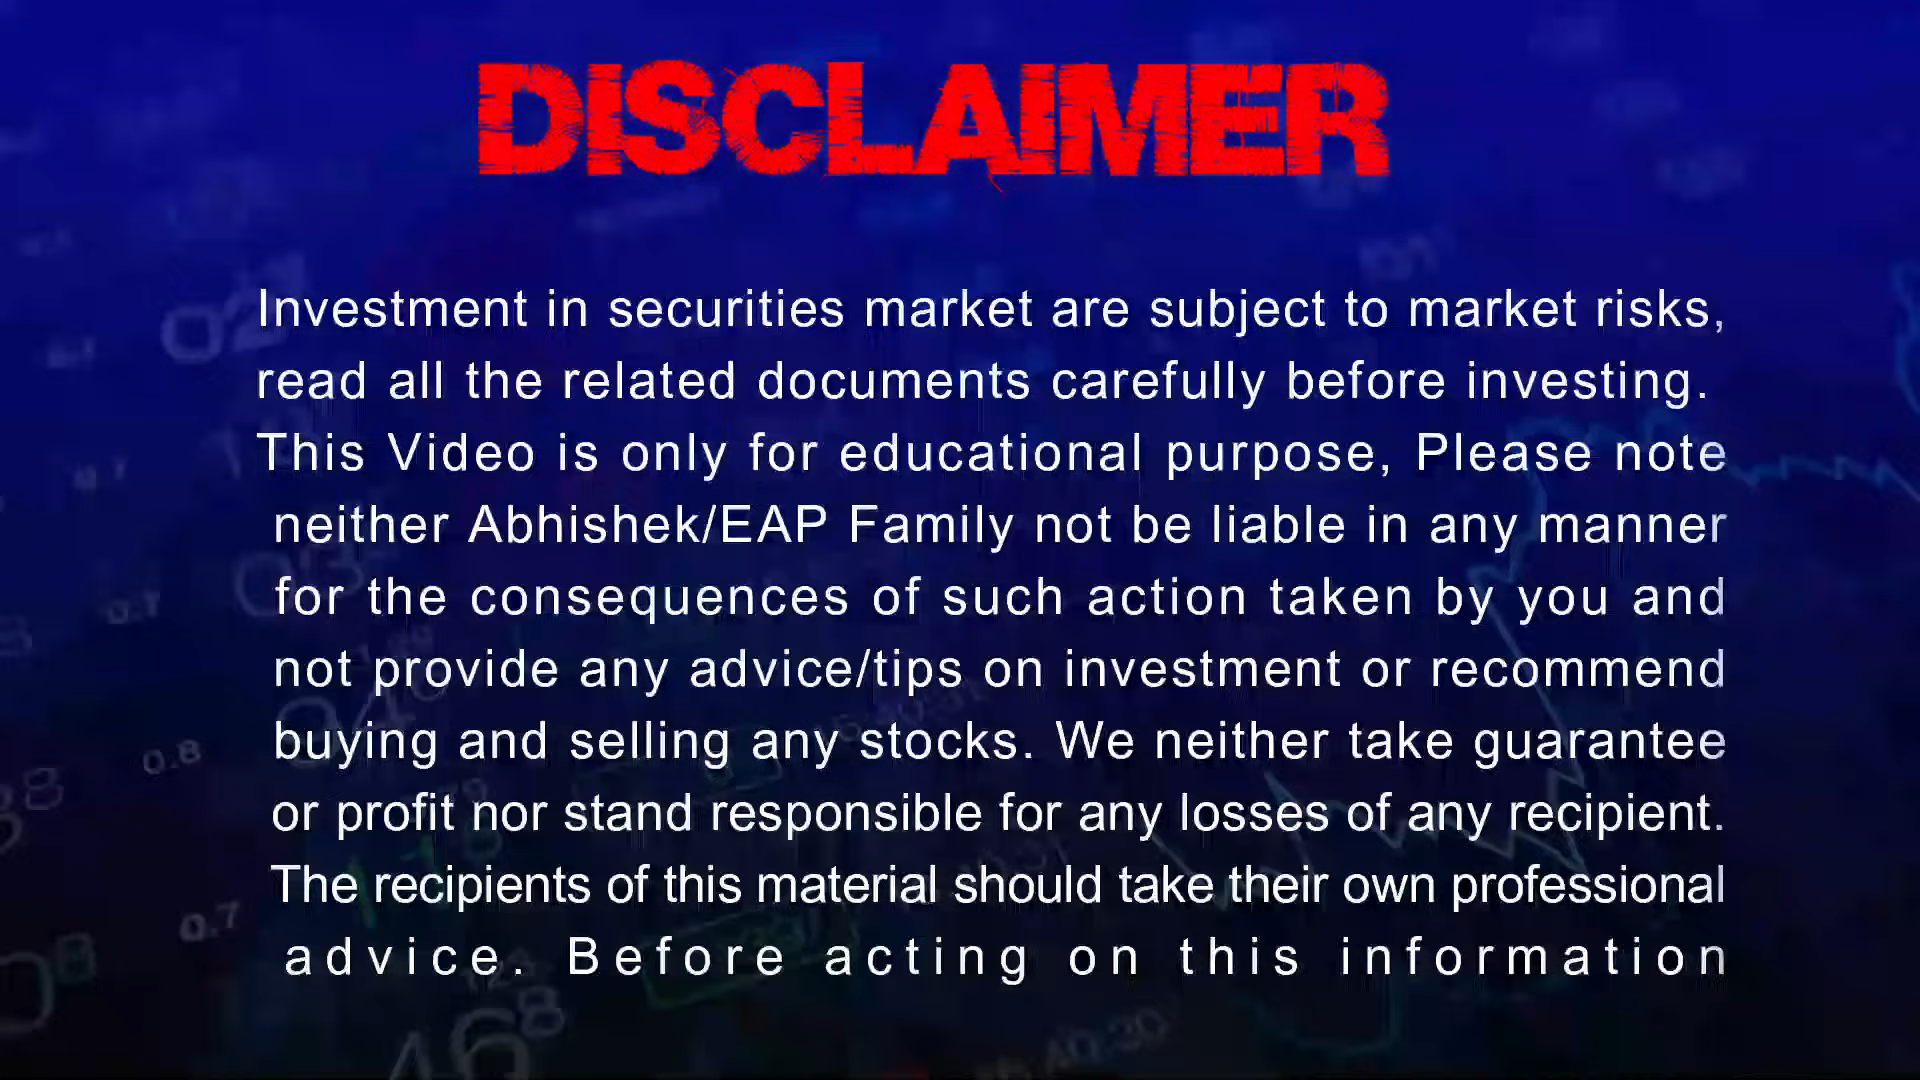 DISCLAIMER
Investment in securities market are subject to market risks,
read all the related documents carefully before investing.
This Video is only for educational purpose, Please note
neither Abhishek/EAP Family not be liable in any manner
for the consequences of such action taken by you and
not provide any advice/tips on investment or recommend
buying and selling any stocks. We neither take guarantee
or profit nor stand responsible for any losses of any recipient.
The recipients of this material should take their own professional
advice. Before acting on this information
0.8
0.7